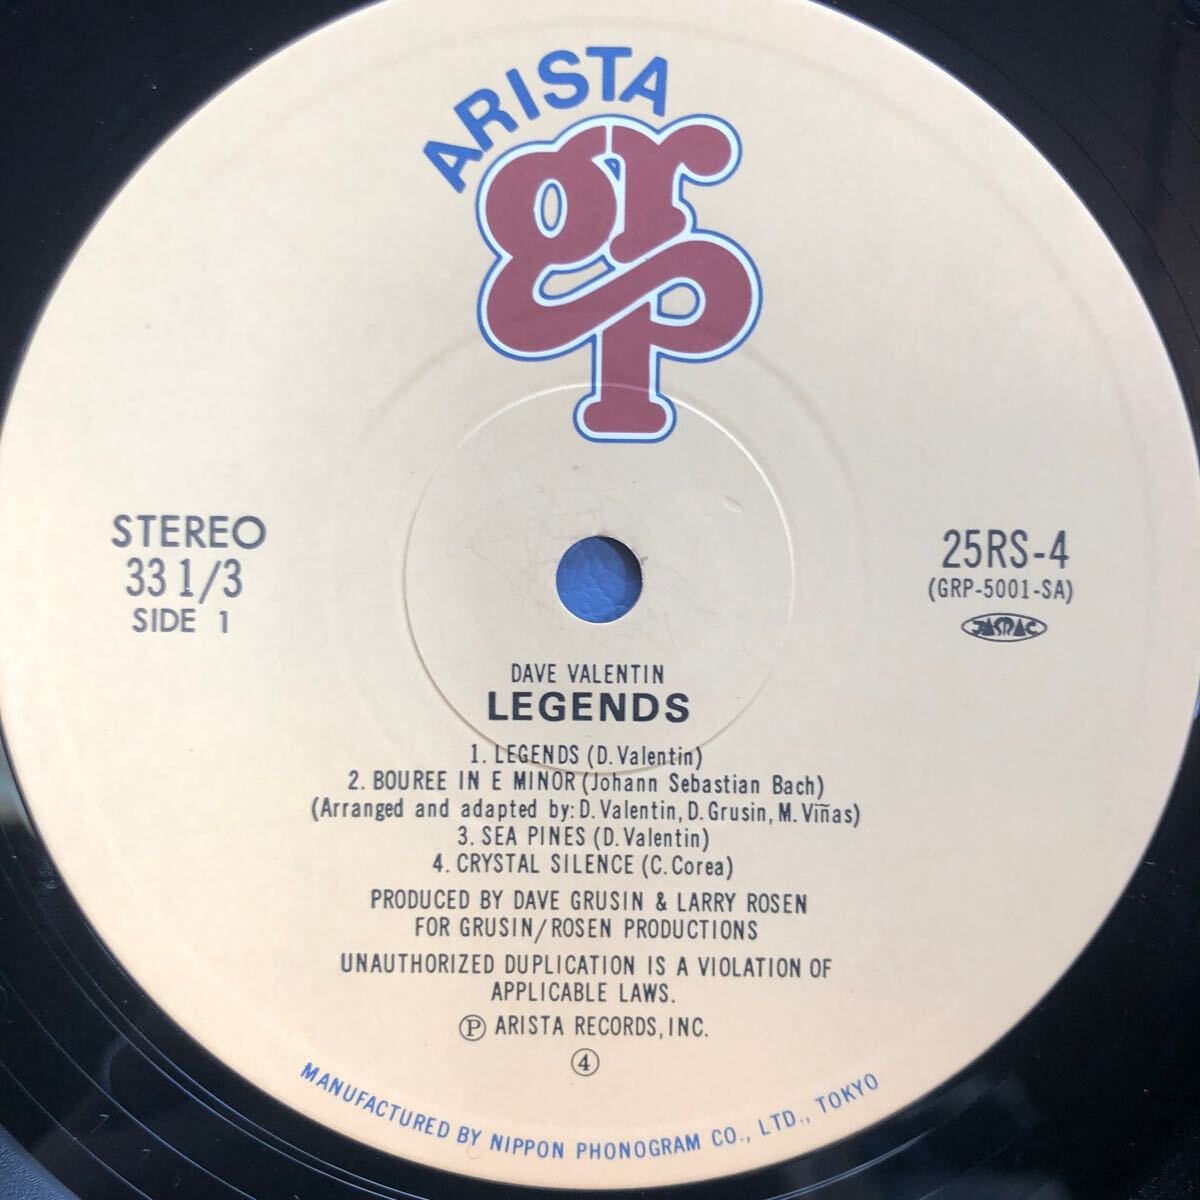 ARISTA
grp
STEREO
33 1/3
SIDE 1
25RS-4
(GRP-5001-SA)
JASRAC
DAVE VALENTIN
LEGENDS
1. LEGENDS (D. Valentin)
2. BOUREE IN E MINOR (Johann Sebastian Bach)
(Arranged and adapted by: D. Valentin, D. Grusin, M. Viñas)
3. SEA PINES (D. Valentin)
4. CRYSTAL SILENCE (C. Corea)
PRODUCED BY DAVE GRUSIN & LARRY ROSEN
FOR GRUSIN/ROSEN PRODUCTIONS
UNAUTHORIZED DUPLICATION IS A VIOLATION OF
APPLICABLE LAWS.
Ⓟ ARISTA RECORDS, INC.
④
MANUFACTURED BY NIPPON PHONOGRAM CO., LTD., TOKYO